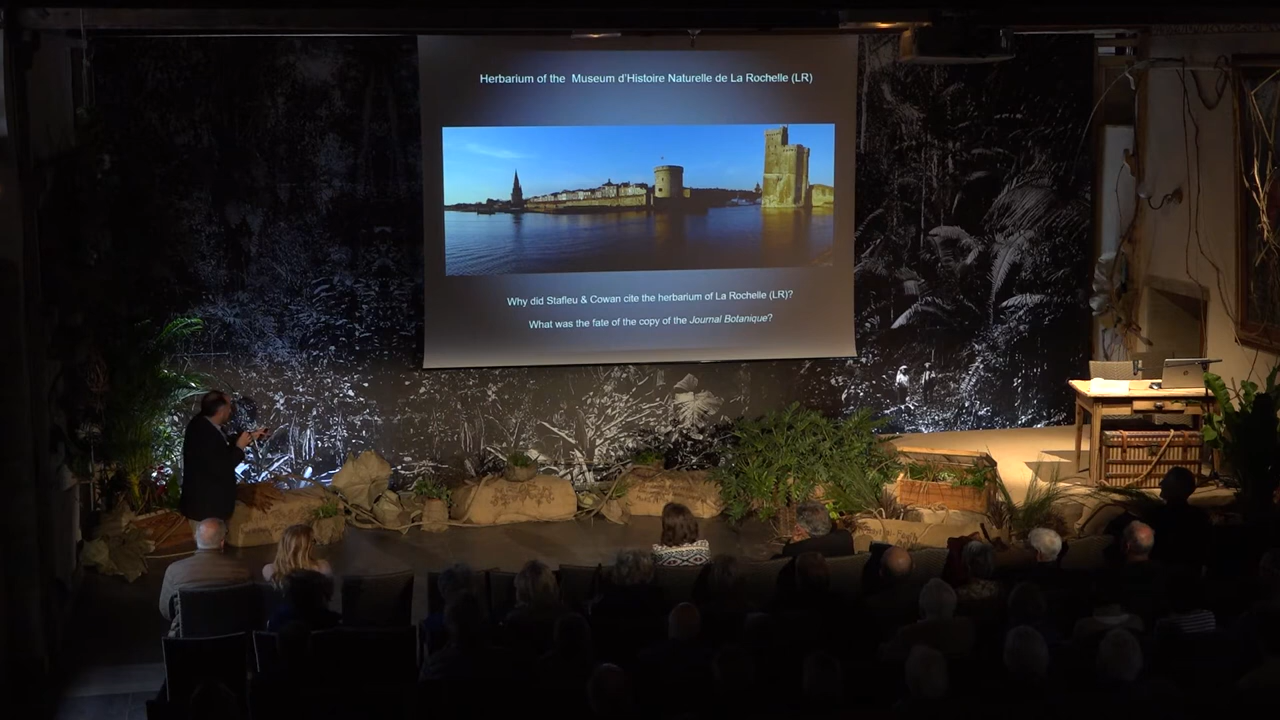 Herbarium of the Museum d'Histoire Naturelle de La Rochelle (LR)
Why did Stafleu & Cowan cite the herbarium of La Rochelle (LR)?
What was the fate of the copy of the Journal Botanique?